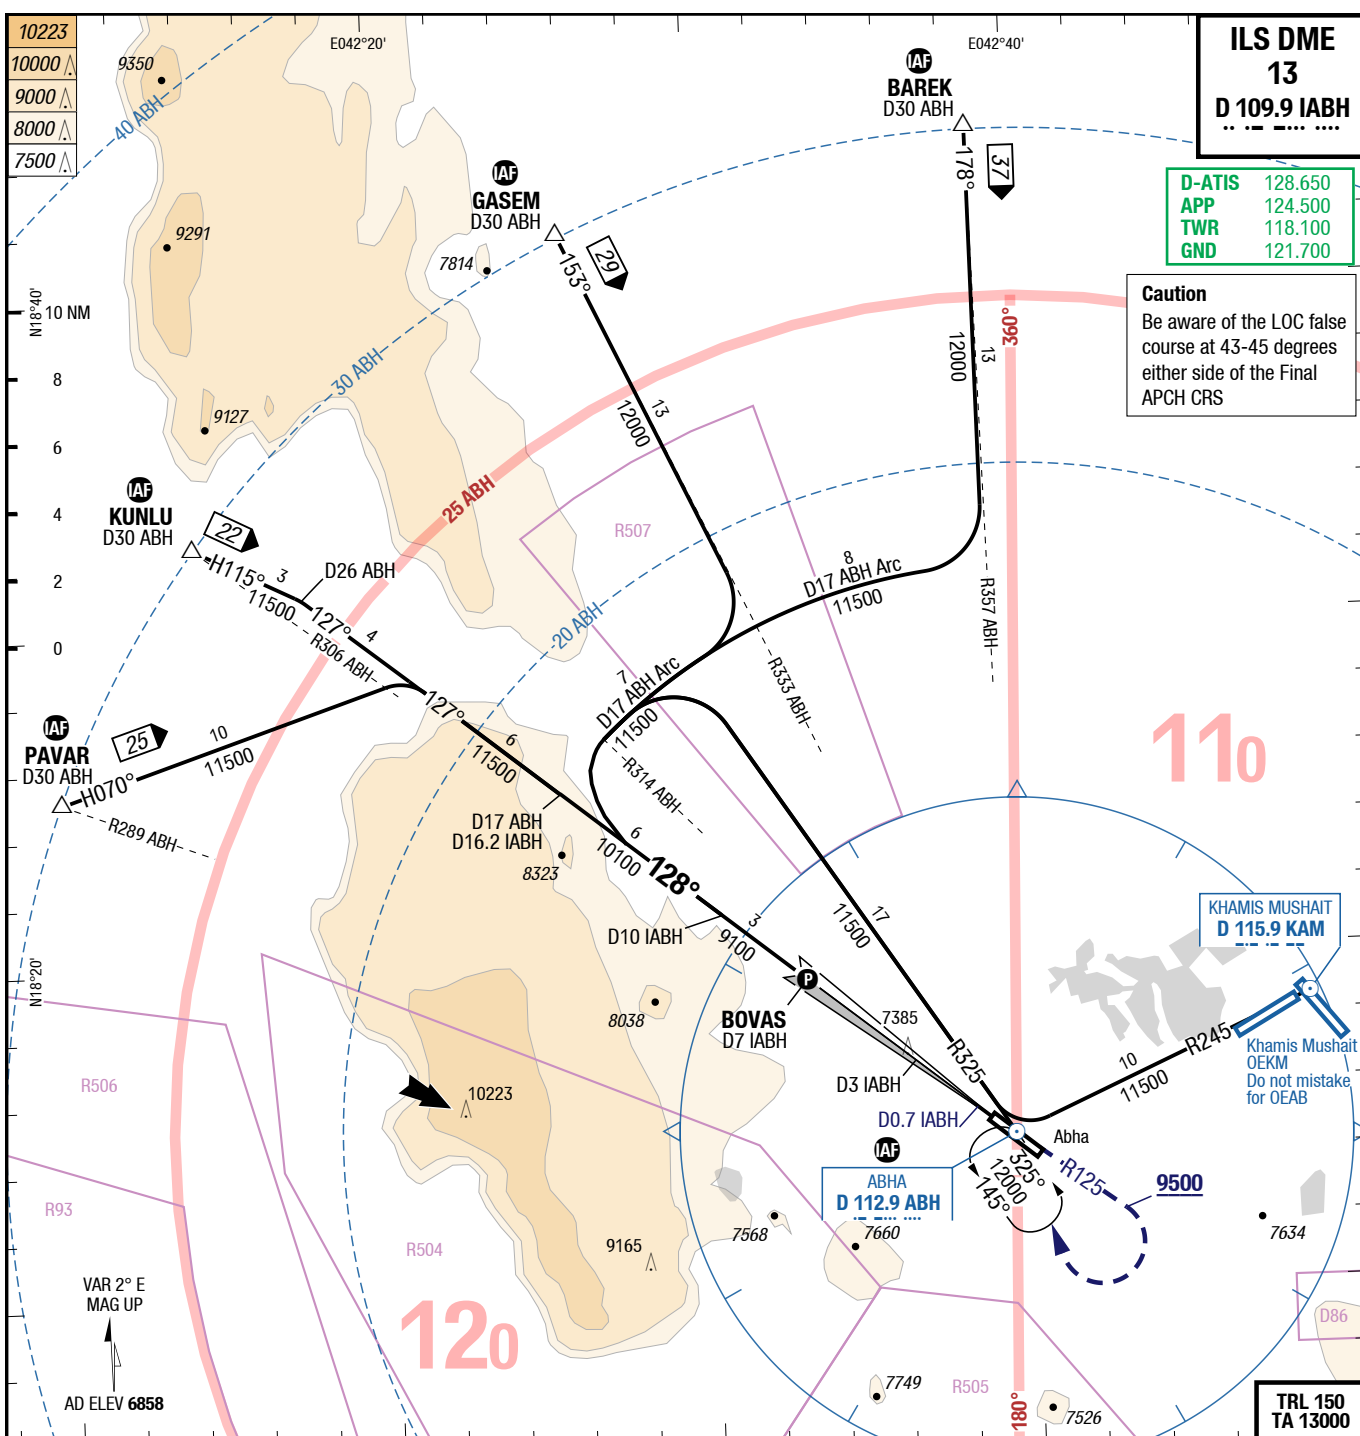 10223
10000
9000
8000
7500
E042°20'
E042°40'
ILS DME
13
D 109.9 IABH
D-ATIS 128.650
APP 124.500
TWR 118.100
GND 121.700
Caution
Be aware of the LOC false
course at 43-45 degrees
either side of the Final
APCH CRS
IAF
BAREK
D30 ABH
178°
37
IAF
GASEM
D30 ABH
153°
29
9350
40 ABH
9291
7814
N18°40'
10 NM
8
6
4
2
0
30 ABH
9127
360°
13
12000
13
12000
25 ABH
IAF
KUNLU
D30 ABH
22
H115°
3
11500
D26 ABH
127°
4
R306 ABH
R507
8
D17 ABH Arc
11500
R357 ABH
20 ABH
7
D17 ABH Arc
11500
R333 ABH
IAF
PAVAR
D30 ABH
25
H070°
10
11500
R289 ABH
127°
6
11500
R314 ABH
110
D17 ABH
D16.2 IABH
8323
6
10100
128°
D10 IABH
3
9100
17
11500
KHAMIS MUSHAIT
D 115.9 KAM
N18°20'
8038
BOVAS
D7 IABH
P
7385
R325
R245
10
11500
Khamis Mushait
OEKM
Do not mistake
for OEAB
R506
10223
D3 IABH
D0.7 IABH
Abha
IAF
ABHA
D 112.9 ABH
325°
12000
145°
R125
9500
R93
R504
9165
7568
7660
7634
VAR 2° E
MAG UP
120
D86
AD ELEV 6858
7749
R505
180°
7526
TRL 150
TA 13000